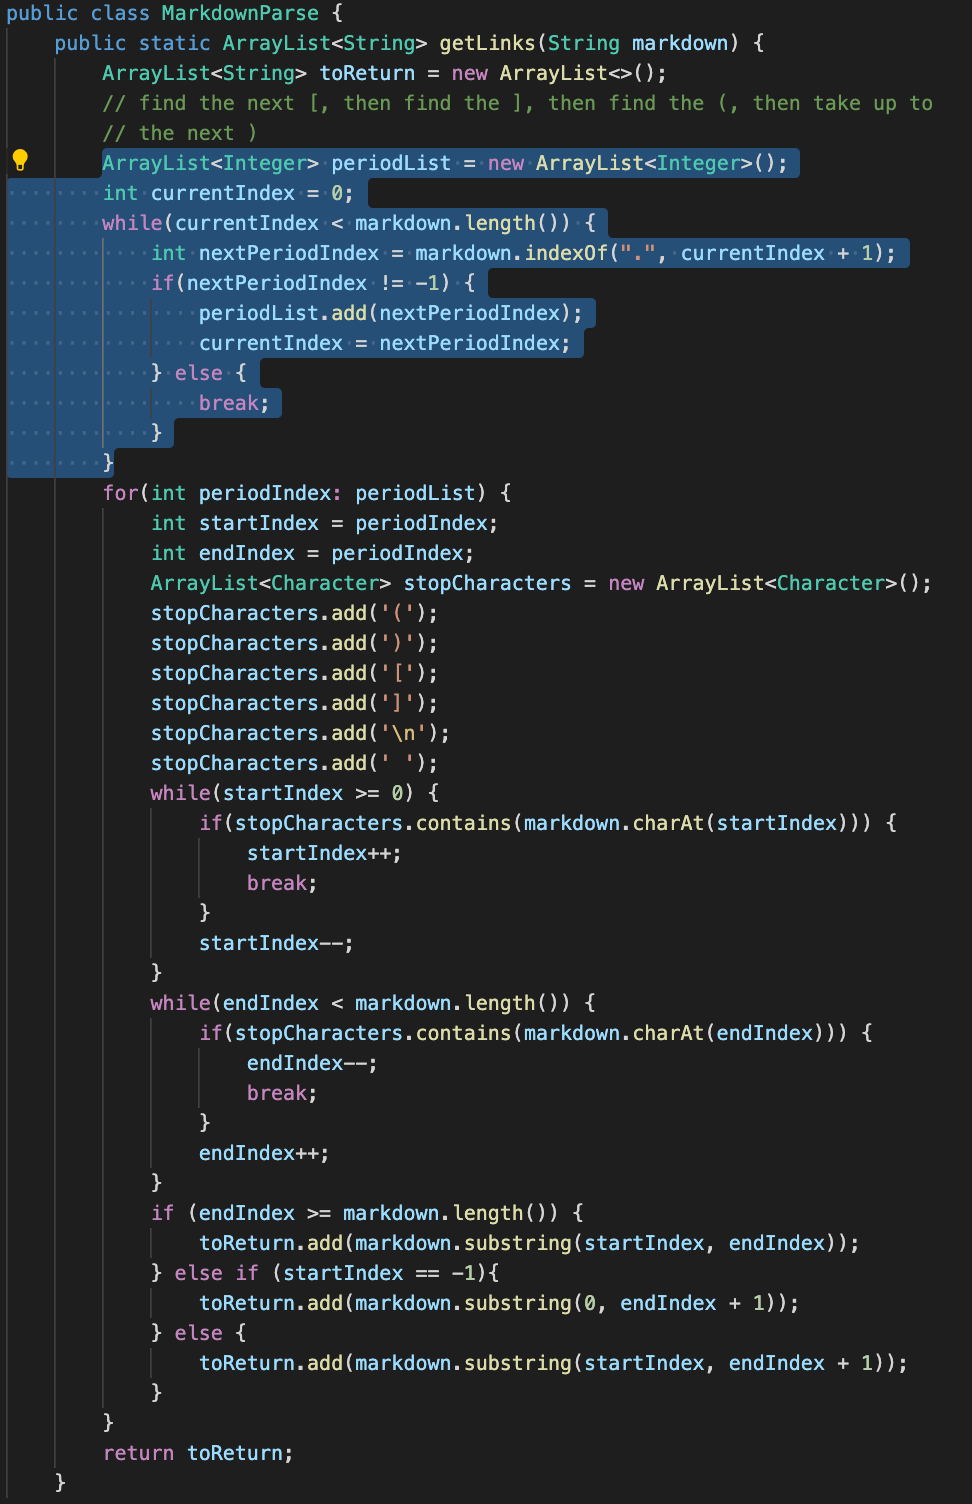 public class MarkdownParse {
    public static ArrayList<String> getLinks(String markdown) {
        ArrayList<String> toReturn = new ArrayList<>();
        // find the next [, then find the ], then find the (, then take up to
        // the next )
        ArrayList<Integer> periodList = new ArrayList<Integer>();
        int currentIndex = 0;
        while(currentIndex < markdown.length()) {
            int nextPeriodIndex = markdown.indexOf(".", currentIndex + 1);
            if(nextPeriodIndex != -1) {
                periodList.add(nextPeriodIndex);
                currentIndex = nextPeriodIndex;
            } else {
                break;
            }
        }
        for(int periodIndex: periodList) {
            int startIndex = periodIndex;
            int endIndex = periodIndex;
            ArrayList<Character> stopCharacters = new ArrayList<Character>();
            stopCharacters.add('(');
            stopCharacters.add(')');
            stopCharacters.add('[');
            stopCharacters.add(']');
            stopCharacters.add('\n');
            stopCharacters.add(' ');
            while(startIndex >= 0) {
                if(stopCharacters.contains(markdown.charAt(startIndex))) {
                    startIndex++;
                    break;
                }
                startIndex--;
            }
            while(endIndex < markdown.length()) {
                if(stopCharacters.contains(markdown.charAt(endIndex))) {
                    endIndex--;
                    break;
                }
                endIndex++;
            }
            if (endIndex >= markdown.length()) {
                toReturn.add(markdown.substring(startIndex, endIndex));
            } else if (startIndex == -1){
                toReturn.add(markdown.substring(0, endIndex + 1));
            } else {
                toReturn.add(markdown.substring(startIndex, endIndex + 1));
            }
        }
        return toReturn;
    }